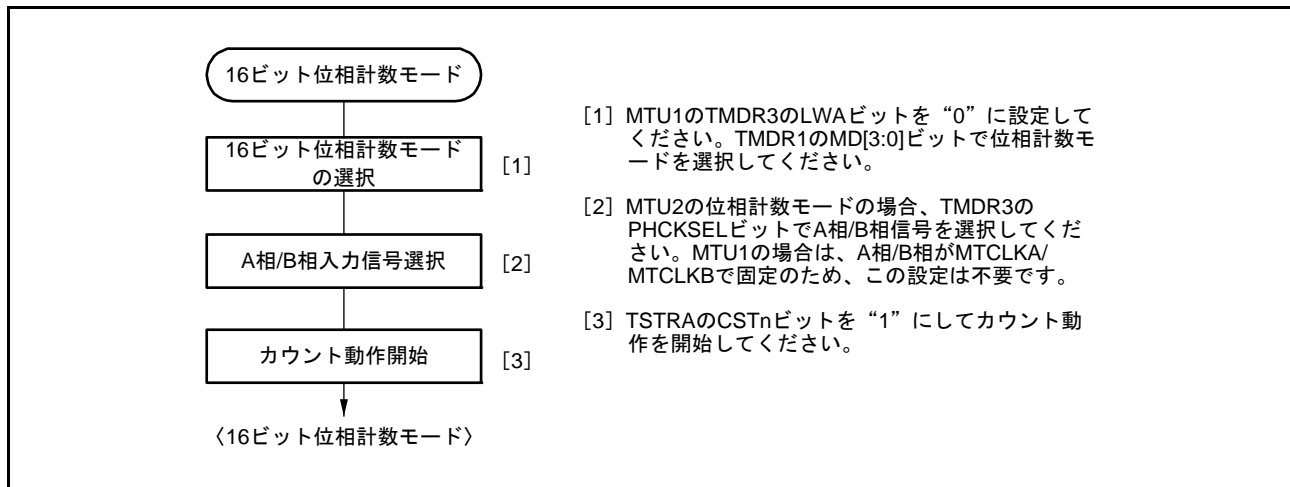 16ビット位相計数モード
16ビット位相計数モード
の選択
[1]
A相/B相入力信号選択
[2]
カウント動作開始
[3]
〈16ビット位相計数モード〉
[1] MTU1のTMDR3のLWAビットを“0”に設定して
ください。TMDR1のMD[3:0]ビットで位相計数モ
ードを選択してください。
[2] MTU2の位相計数モードの場合、TMDR3の
PHCKSELビットでA相/B相信号を選択してくだ
さい。MTU1の場合は、A相/B相がMTCLKA/
MTCLKBで固定のため、この設定は不要です。
[3] TSTRAのCSTnビットを“1”にしてカウント動
作を開始してください。